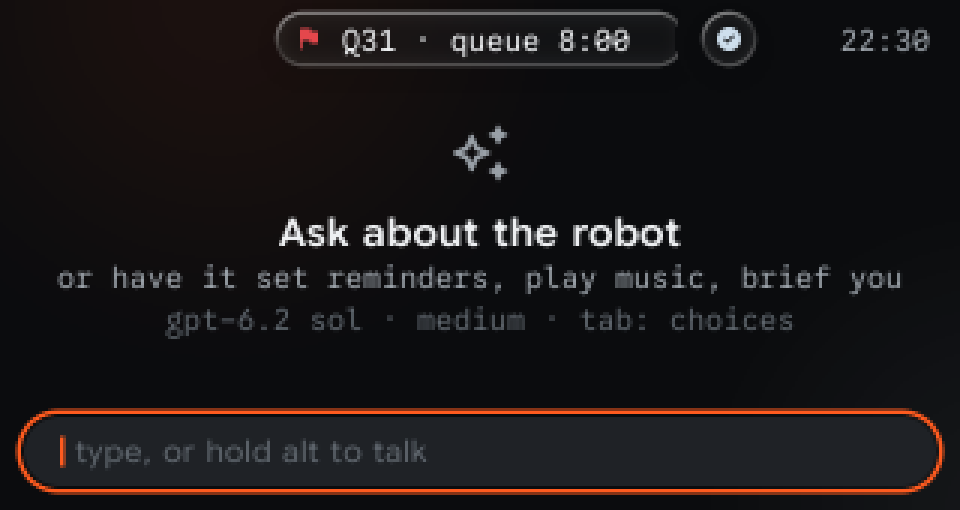 Q31 · queue 8:00
22:30
Ask about the robot
or have it set reminders, play music, brief you
gpt-6.2 sol · medium · tab: choices
type, or hold alt to talk